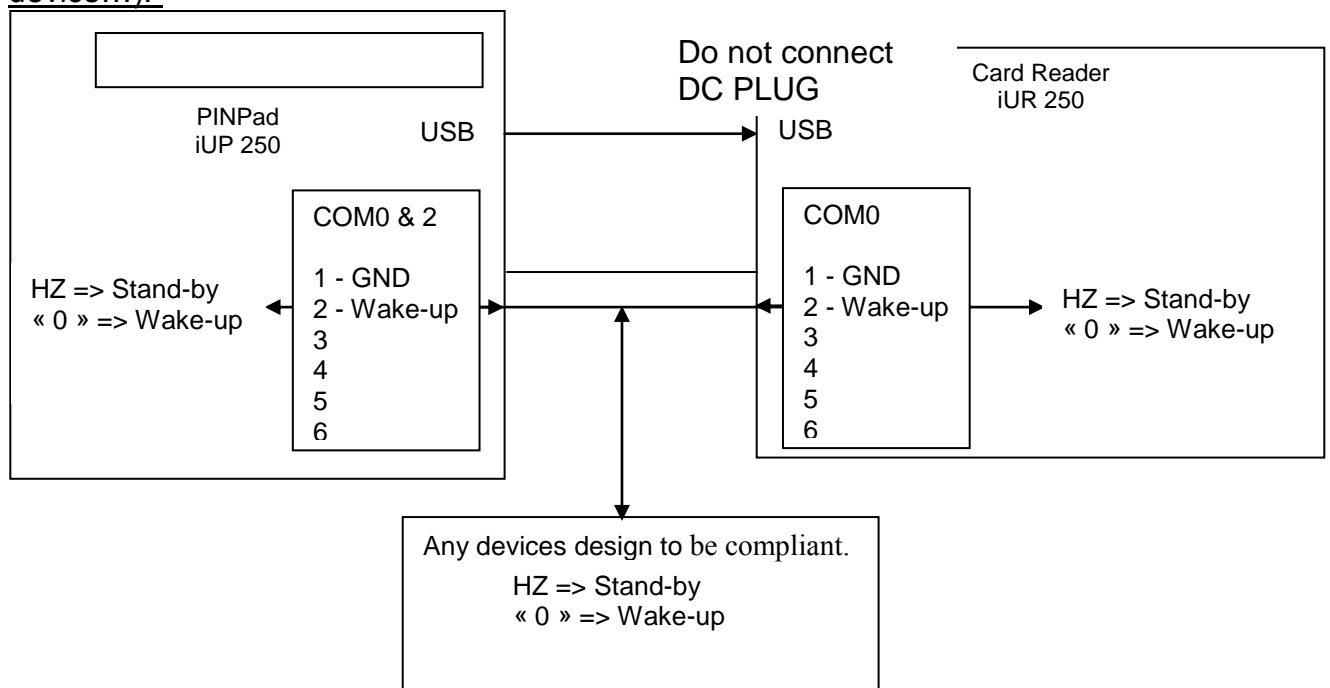 Do not connect
DC PLUG
PINPad
iUP 250
USB
Card Reader
iUR 250
USB
COM0 & 2
1 - GND
2 - Wake-up
3
4
5
6
HZ => Stand-by
« 0 » => Wake-up
COM0
1 - GND
2 - Wake-up
3
4
5
6
HZ => Stand-by
« 0 » => Wake-up
Any devices design to be compliant.
HZ => Stand-by
« 0 » => Wake-up